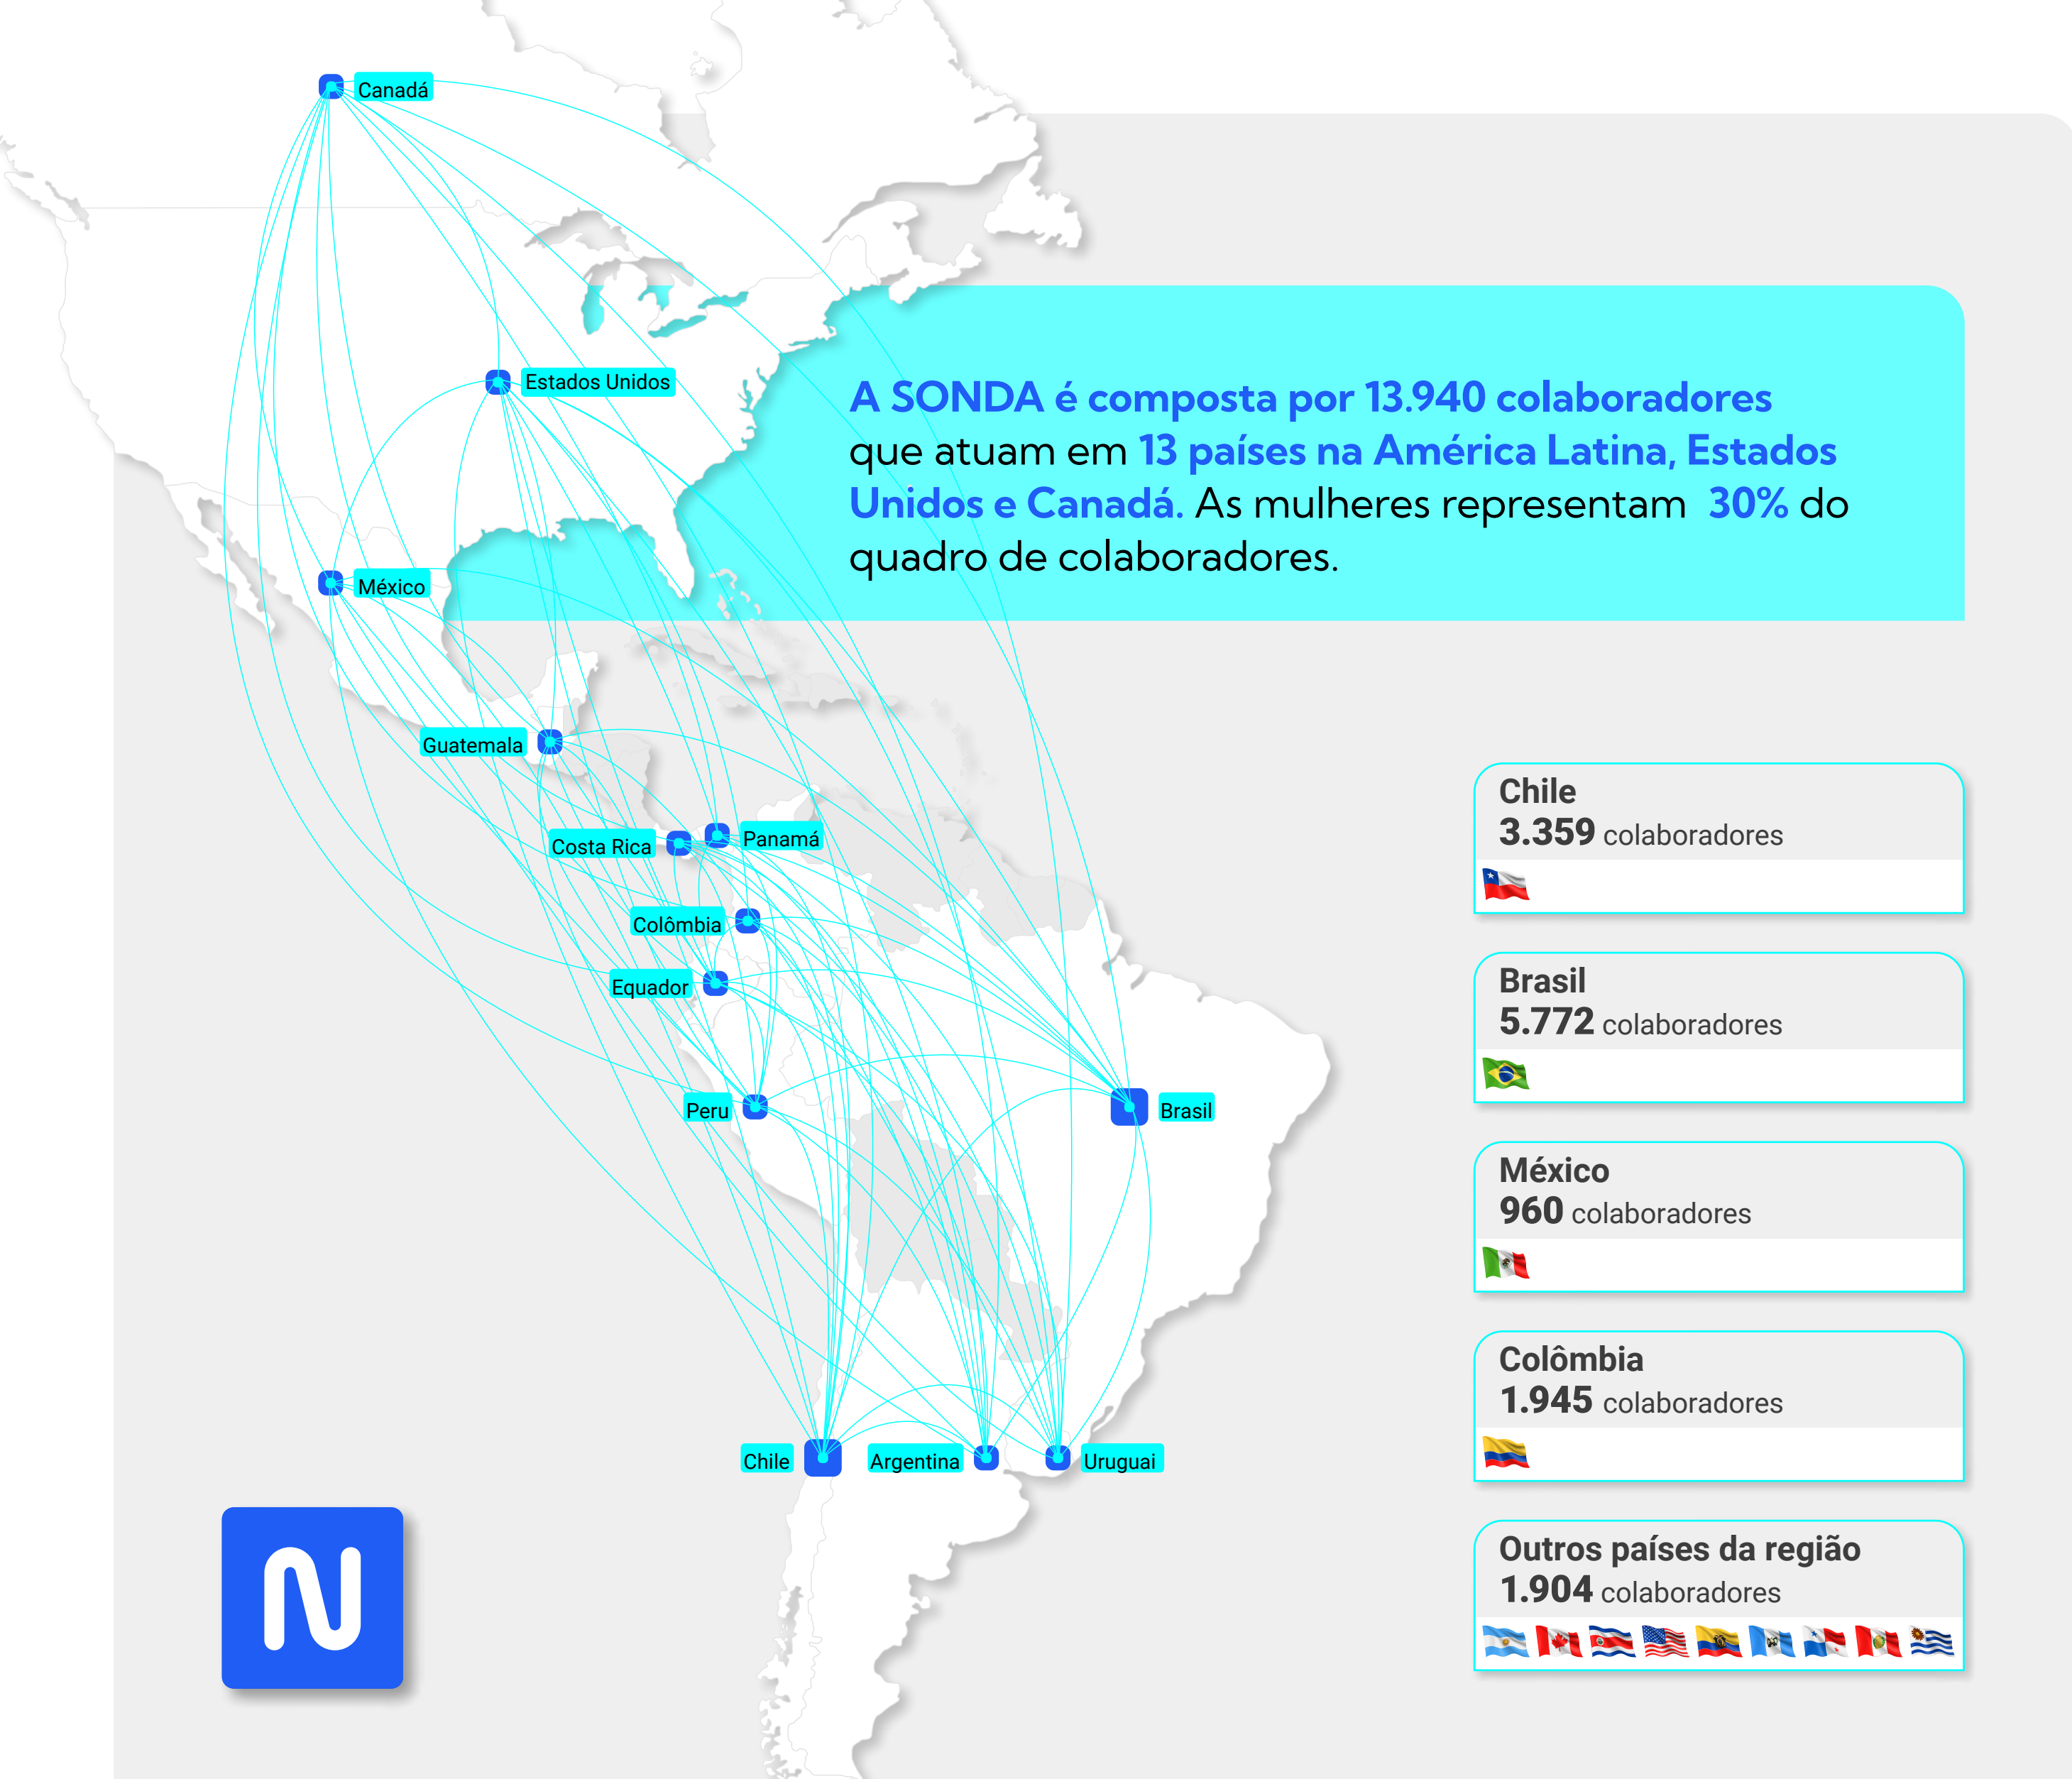 Canadá
Estados Unidos
A SONDA é composta por 13.940 colaboradores
que atuam em 13 países na América Latina, Estados
Unidos e Canadá. As mulheres representam 30% do
quadro de colaboradores.
México
Guatemala
Costa Rica
Panamá
Colômbia
Equador
Peru
Brasil
Chile
Argentina
Uruguai
Chile
3.359 colaboradores
Brasil
5.772 colaboradores
México
960 colaboradores
Colômbia
1.945 colaboradores
Outros países da região
1.904 colaboradores